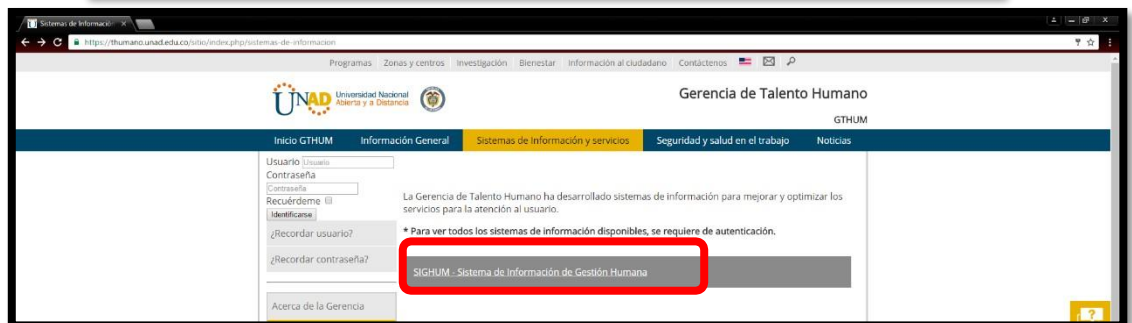 Sistemas de Informació
https://thumano.unad.edu.co/sitio/index.php/sistemas-de-informacion
Programas Zonas y centros Investigación Bienestar Información al ciudadano Contáctenos
UNAD Universidad Nacional
Abierta y a Distancia
Gerencia de Talento Humano
GTHUM
Inicio GTHUM Información General Sistemas de Información y servicios Seguridad y salud en el trabajo Noticias
Usuario Usuario
Contraseña
Contraseña
Recuérdeme
Identificarse
¿Recordar usuario?
¿Recordar contraseña?
Acerca de la Gerencia
La Gerencia de Talento Humano ha desarrollado sistemas de información para mejorar y optimizar los
servicios para la atención al usuario.
* Para ver todos los sistemas de información disponibles, se requiere de autenticación.
SIGHUM - Sistema de Información de Gestión Humana
?